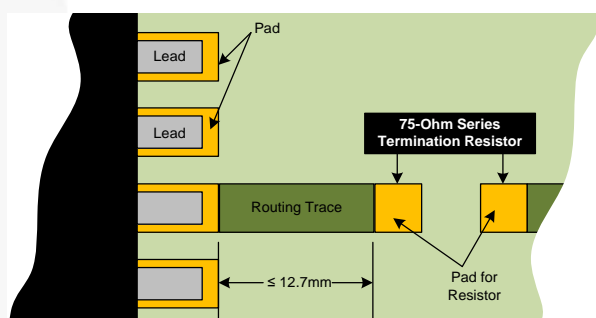 Pad
Lead
Lead
75-Ohm Series
Termination Resistor
Routing Trace
≤ 12.7mm
Pad for
Resistor